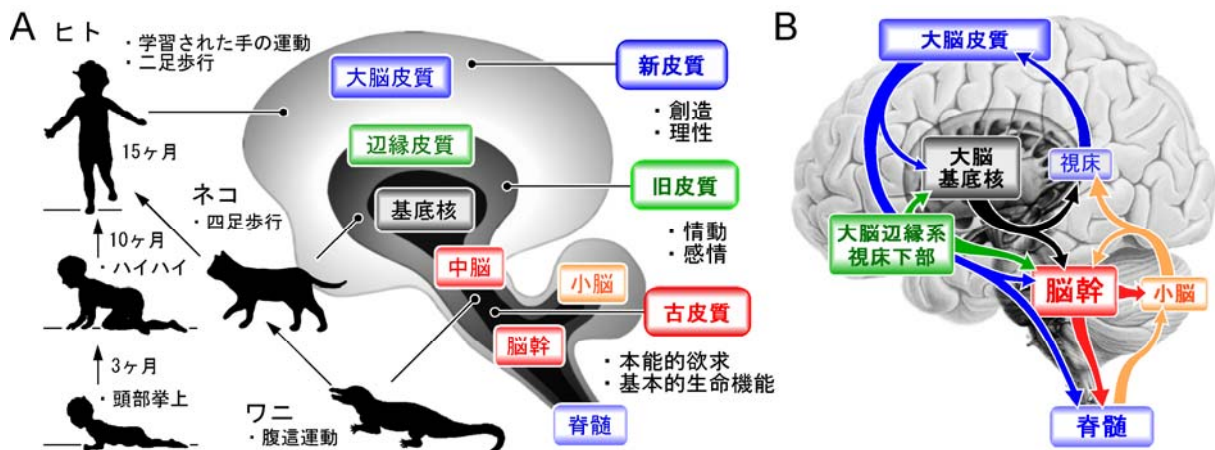 A
ヒト
・学習された手の運動
・二足歩行
15ヶ月
10ヶ月
・ハイハイ
3ヶ月
・頭部挙上
ネコ
・四足歩行
ワニ
・腹這運動
大脳皮質
辺縁皮質
基底核
中脳
小脳
脳幹
脊髄
新皮質
・創造
・理性
旧皮質
・情動
・感情
古皮質
・本能的欲求
・基本的生命機能
B
大脳皮質
大脳
基底核
視床
大脳辺縁系
視床下部
脳幹
小脳
脊髄